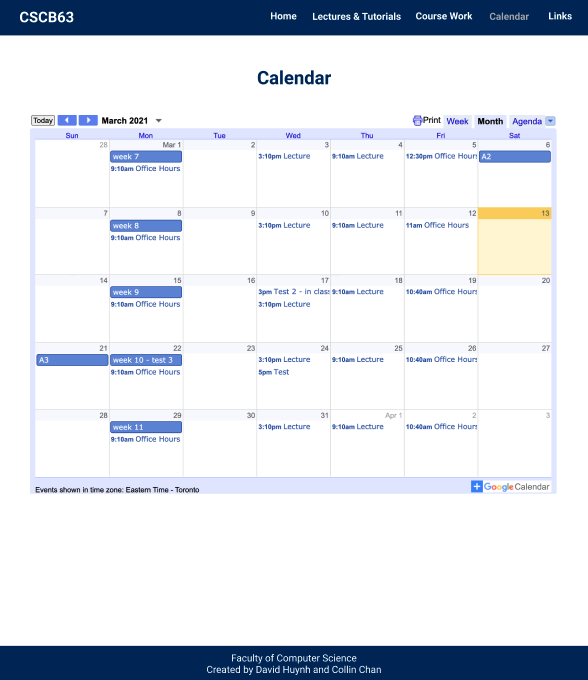 CSCB63 Home Lectures & Tutorials Course Work Calendar Links
Calendar
Today March 2021 Print Week Month Agenda
Sun Mon Tue Wed Thu Fri Sat
28 Mar 1 2 3 4 5 6
week 7 3:10pm Lecture 9:10am Lecture 12:30pm Office Hours A2
9:10am Office Hours
7 8 9 10 11 12 13
week 8 3:10pm Lecture 9:10am Lecture 11am Office Hours
9:10am Office Hours
14 15 16 17 18 19 20
week 9 3pm Test 2 - in class 9:10am Lecture 10:40am Office Hours
9:10am Office Hours 3:10pm Lecture
21 22 23 24 25 26 27
A3 week 10 - test 3 3:10pm Lecture 9:10am Lecture 10:40am Office Hours
9:10am Office Hours 5pm Test
28 29 30 31 Apr 1 2 3
week 11 3:10pm Lecture 9:10am Lecture 10:40am Office Hours
9:10am Office Hours
Events shown in time zone: Eastern Time - Toronto
+ Google Calendar
Faculty of Computer Science
Created by David Huynh and Collin Chan